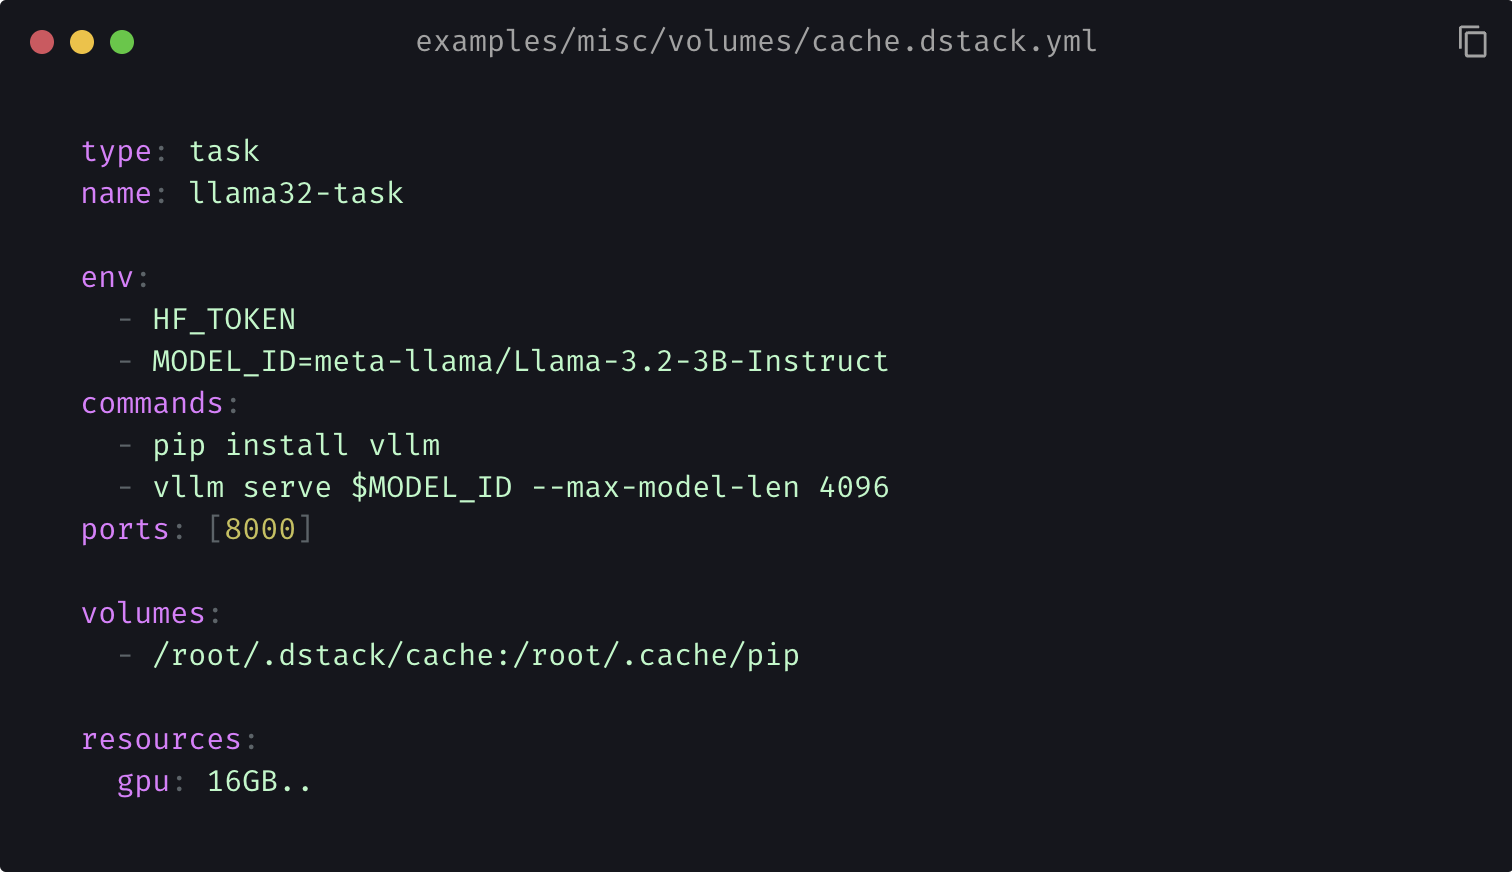 examples/misc/volumes/cache.dstack.yml
type: task
name: llama32-task
env:
  - HF_TOKEN
  - MODEL_ID=meta-llama/Llama-3.2-3B-Instruct
commands:
  - pip install vllm
  - vllm serve $MODEL_ID --max-model-len 4096
ports: [8000]
volumes:
  - /root/.dstack/cache:/root/.cache/pip
resources:
  gpu: 16GB..